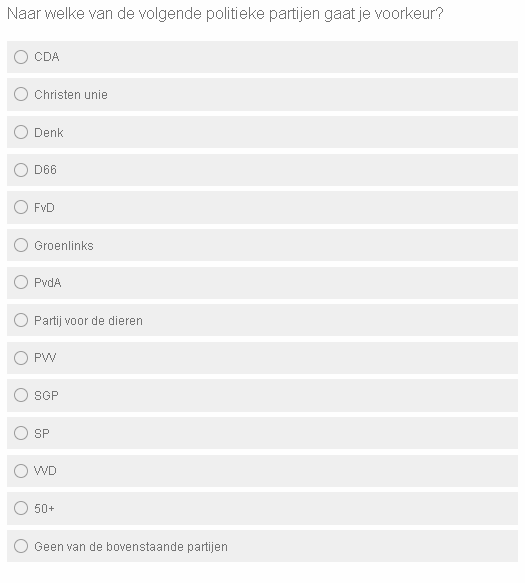 Naar welke van de volgende politieke partijen gaat je voorkeur?
CDA
Christen unie
Denk
D66
FvD
Groenlinks
PvdA
Partij voor de dieren
PVV
SGP
SP
VVD
50+
Geen van de bovenstaande partijen